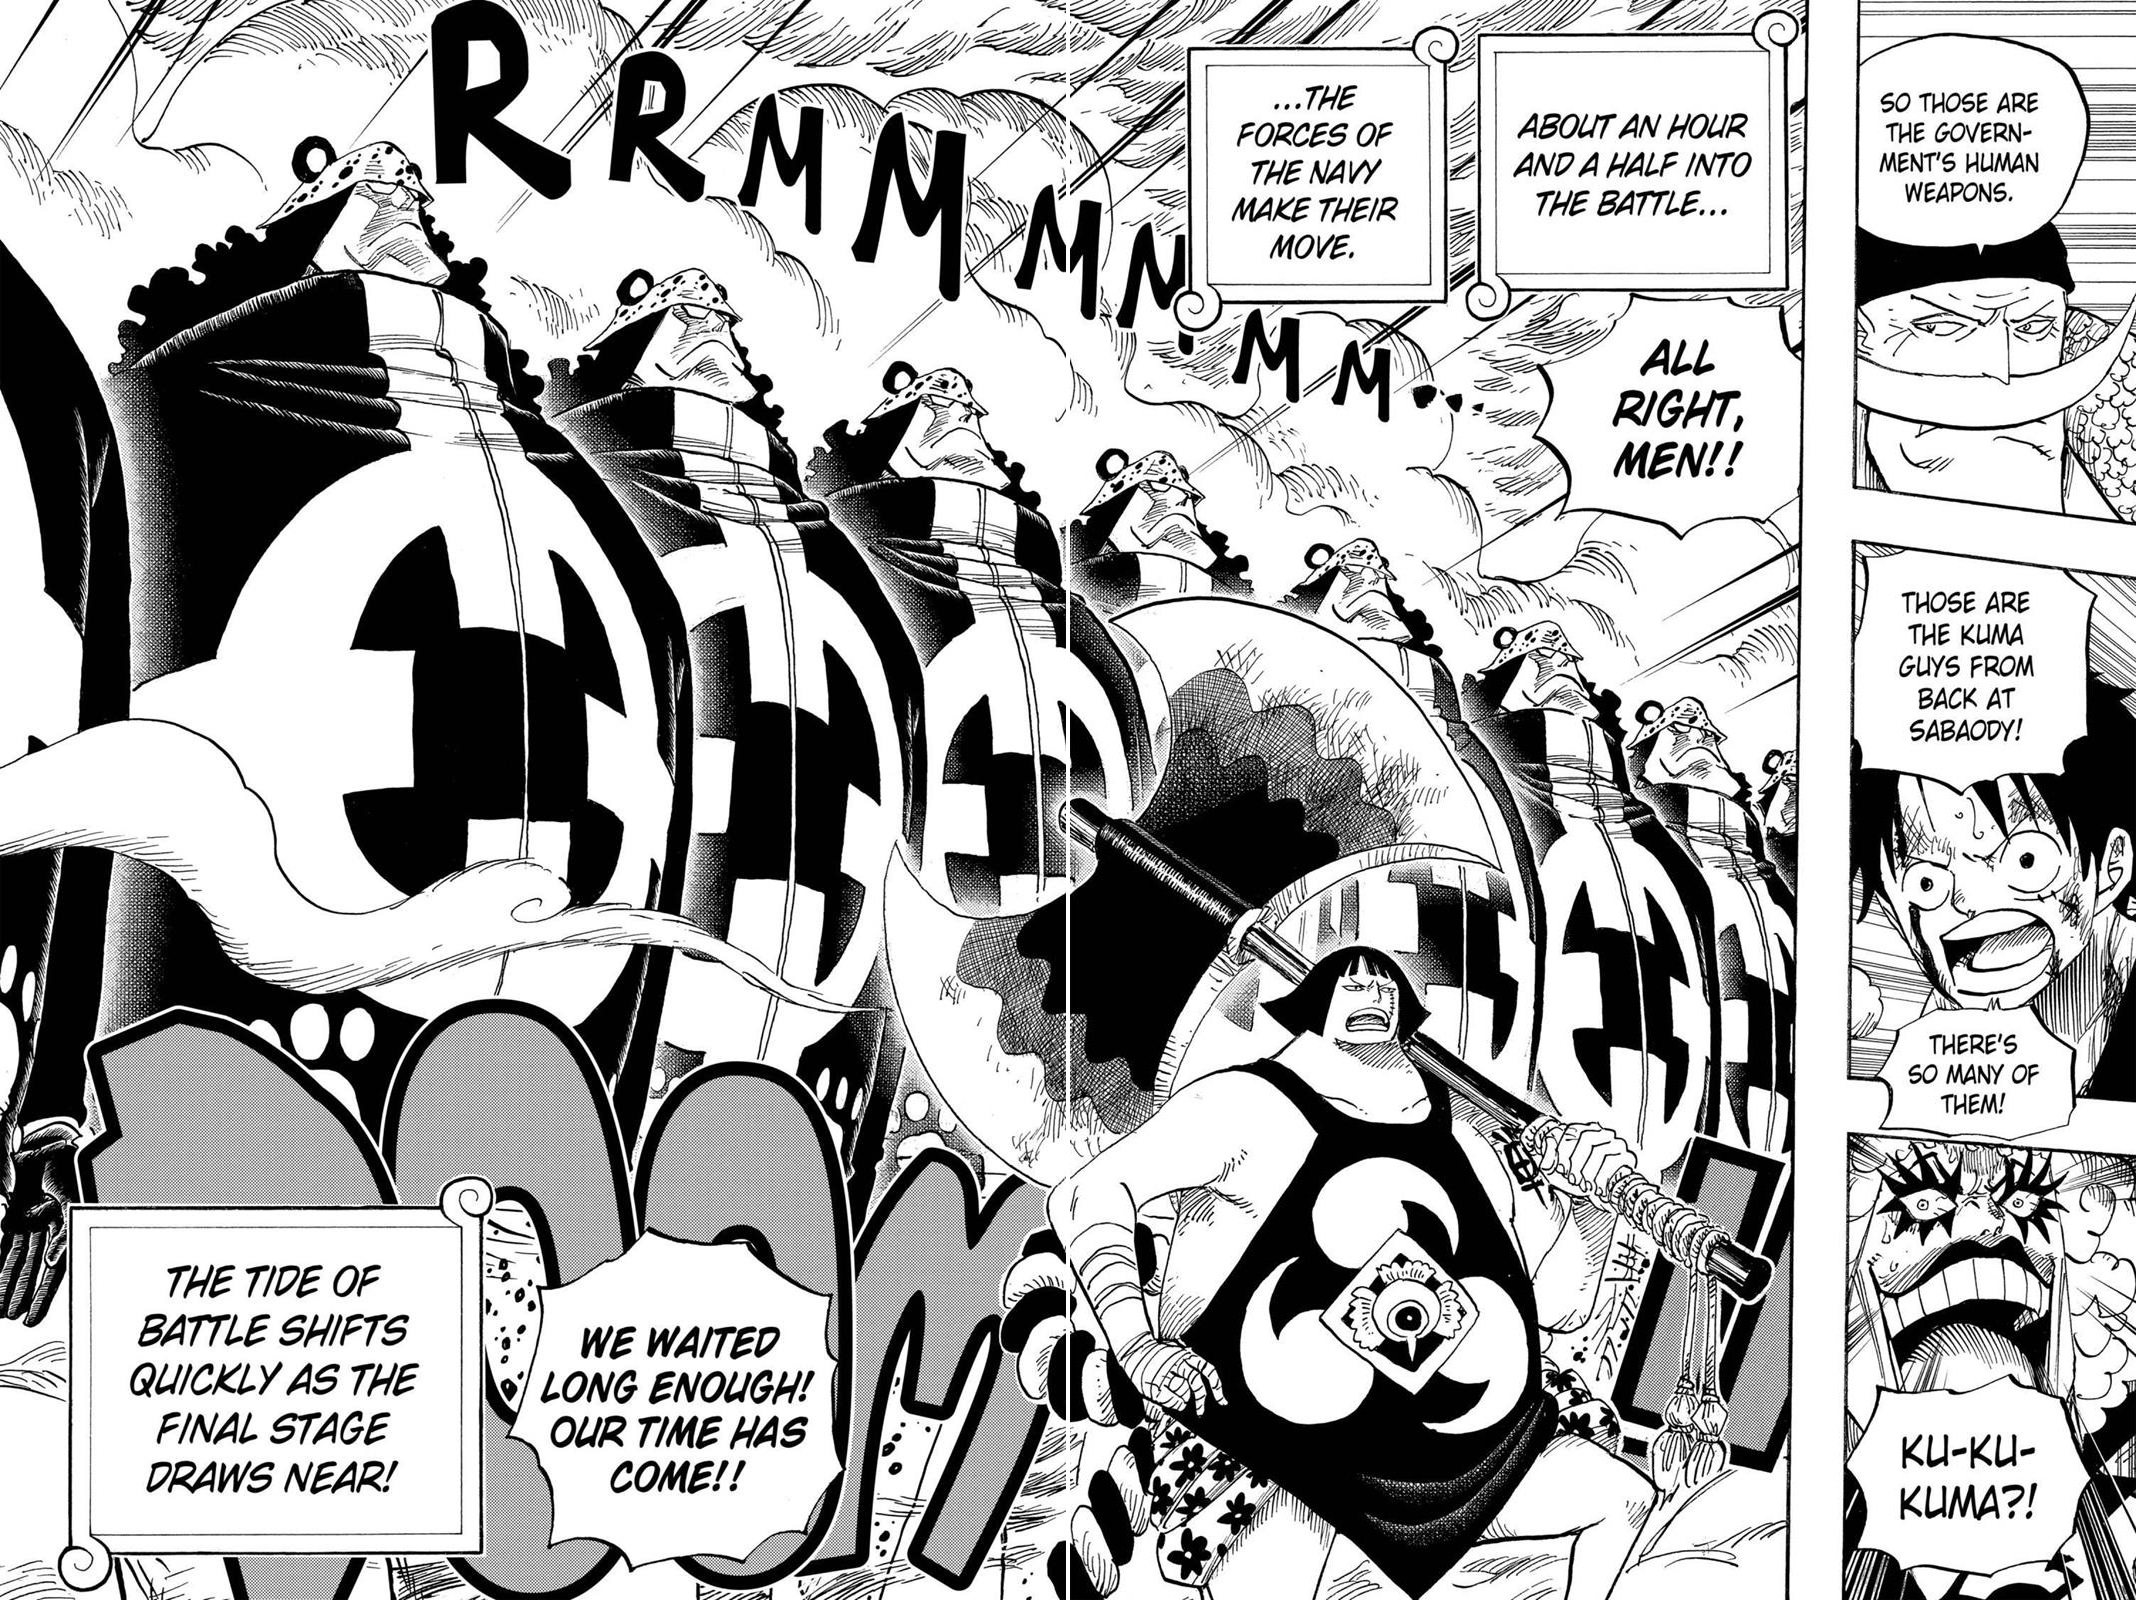 SO THOSE ARE
THE GOVERN-
MENT'S HUMAN
WEAPONS.
THOSE ARE
THE KUMA
GUYS FROM
BACK AT
SABAODY!
THERE'S
SO MANY OF
THEM!
KU-KU-
KUMA?!
ABOUT AN HOUR
AND A HALF INTO
THE BATTLE...
...THE
FORCES OF
THE NAVY
MAKE THEIR
MOVE.
ALL
RIGHT,
MEN!!
RRMMMMMM...
WE WAITED
LONG ENOUGH!
OUR TIME HAS
COME!!
VOOM!!
THE TIDE OF
BATTLE SHIFTS
QUICKLY AS THE
FINAL STAGE
DRAWS NEAR!